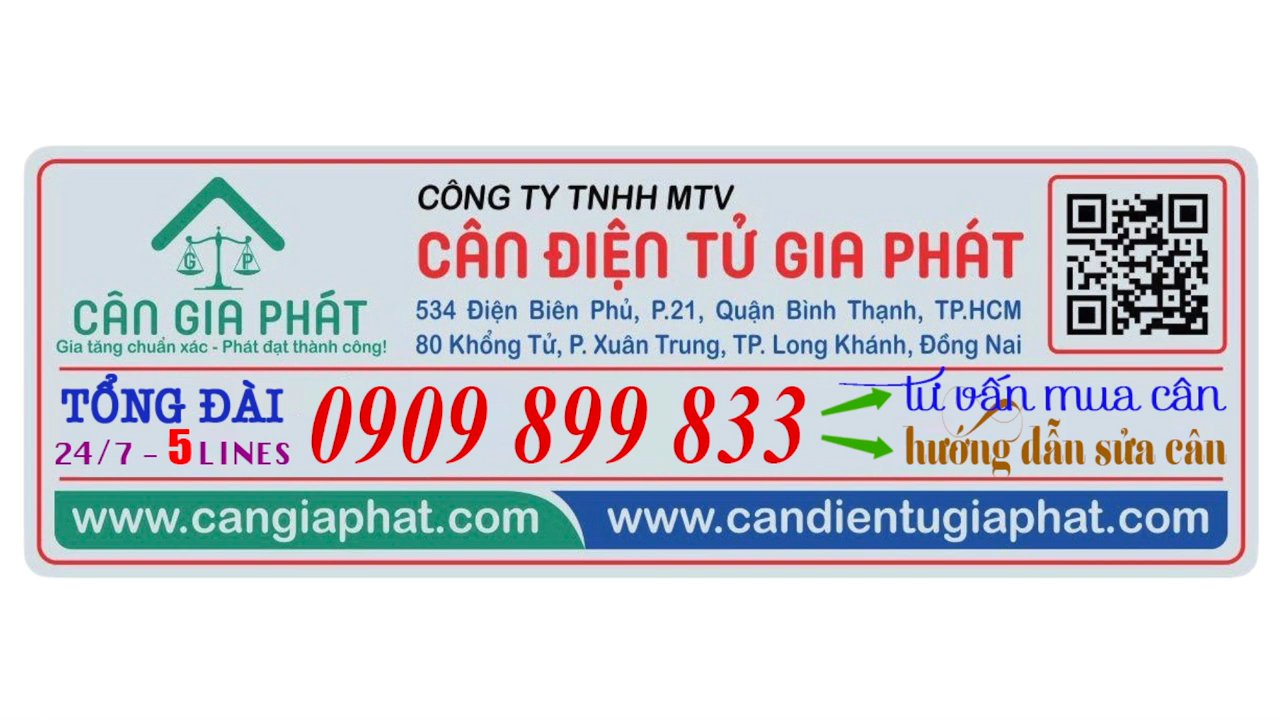 G P
CÂN GIA PHÁT
Gia tăng chuẩn xác - Phát đạt thành công!
CÔNG TY TNHH MTV
CÂN ĐIỆN TỬ GIA PHÁT
534 Điện Biên Phủ, P.21, Quận Bình Thạnh, TP.HCM
80 Khổng Tử, P. Xuân Trung, TP. Long Khánh, Đồng Nai
TỔNG ĐÀI
24/7 - 5 LINES
0909 899 833
tư vấn mua cân
hướng dẫn sửa cân
www.cangiaphat.com
www.candientugiaphat.com